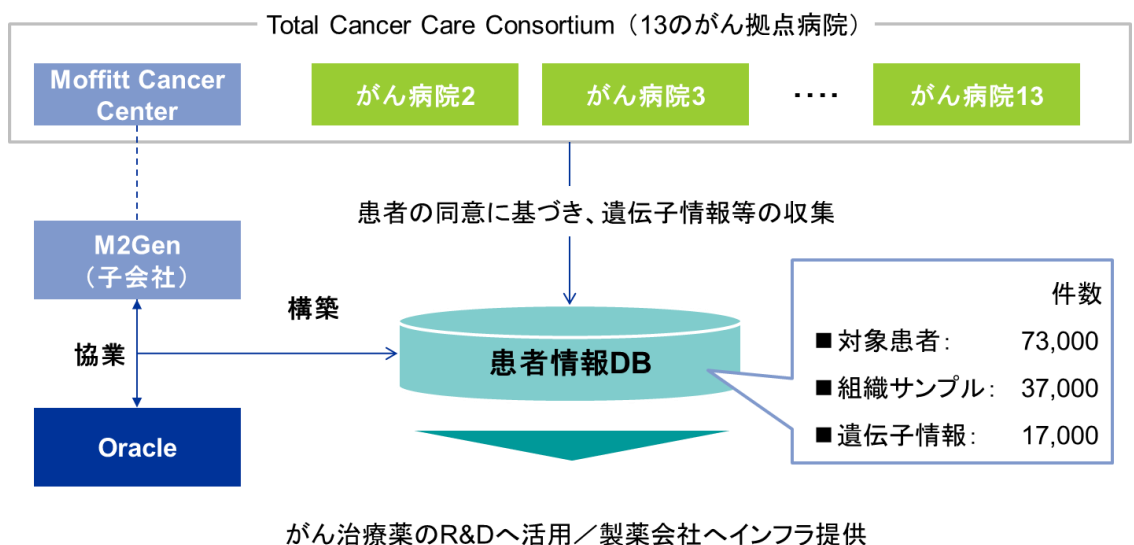 Total Cancer Care Consortium（13のがん拠点病院）
Moffitt Cancer
Center
がん病院2
がん病院3
‥‥
がん病院13
患者の同意に基づき、遺伝子情報等の収集
M2Gen
（子会社）
構築
協業
患者情報DB
件数
■対象患者： 73,000
■組織サンプル： 37,000
■遺伝子情報： 17,000
Oracle
がん治療薬のR&Dへ活用／製薬会社へインフラ提供